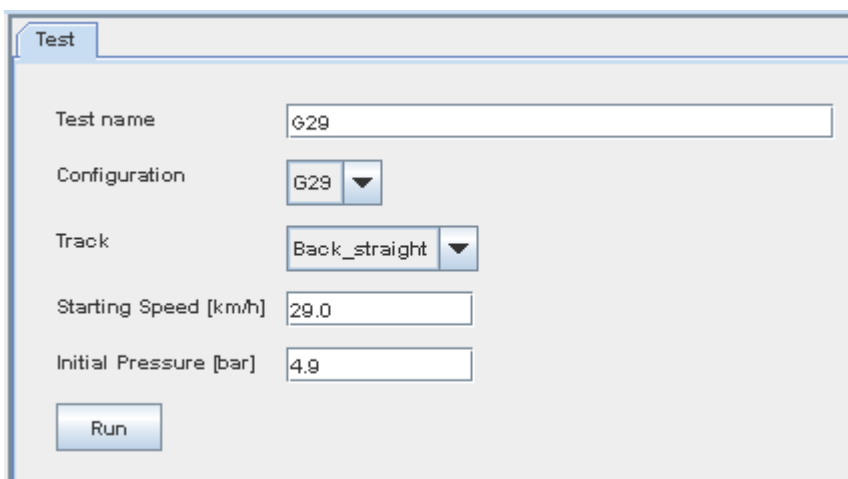 Test
Test name G29
Configuration G29
Track Back_straight
Starting Speed [km/h] 29.0
Initial Pressure [bar] 4.9
Run